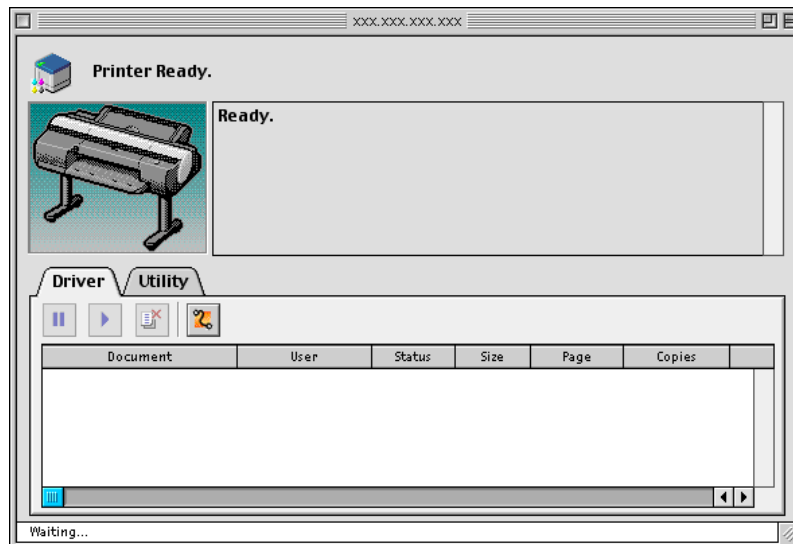 xxx.xxx.xxx.xxx
Printer Ready.
Ready.
Driver Utility
Document User Status Size Page Copies
Waiting...